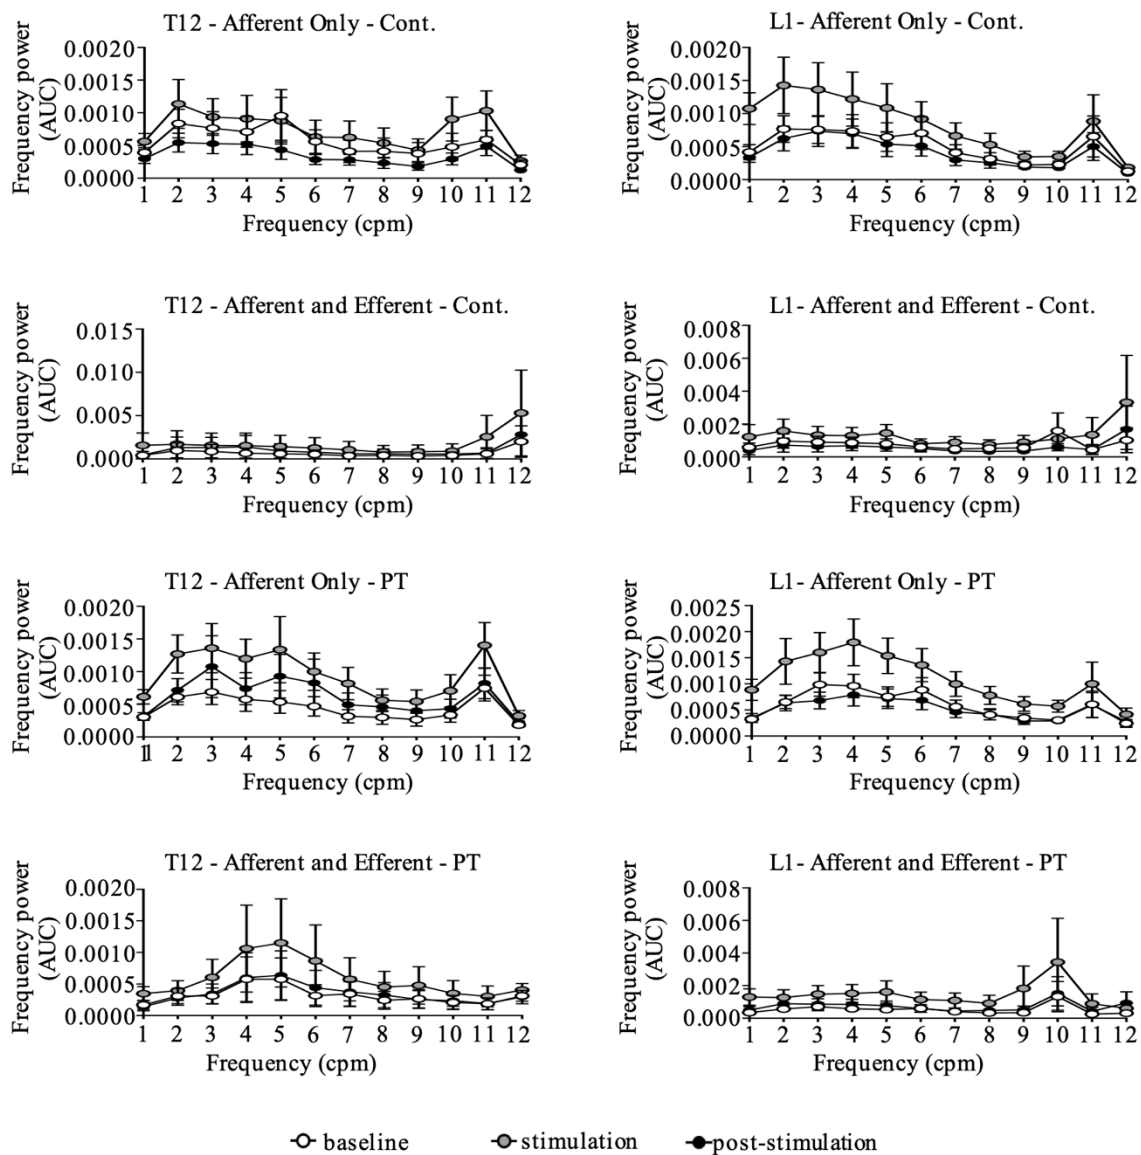 T12 - Afferent Only - Cont.
Frequency power
(AUC)
0.0020
0.0015
0.0010
0.0005
0.0000
1 2 3 4 5 6 7 8 9 10 11 12
Frequency (cpm)
L1- Afferent Only - Cont.
Frequency power
(AUC)
0.0020
0.0015
0.0010
0.0005
0.0000
1 2 3 4 5 6 7 8 9 10 11 12
Frequency (cpm)
T12 - Afferent and Efferent - Cont.
Frequency power
(AUC)
0.015
0.010
0.005
0.000
1 2 3 4 5 6 7 8 9 10 11 12
Frequency (cpm)
L1- Afferent and Efferent - Cont.
Frequency power
(AUC)
0.008
0.006
0.004
0.002
0.000
1 2 3 4 5 6 7 8 9 10 11 12
Frequency (cpm)
T12 - Afferent Only - PT
Frequency power
(AUC)
0.0020
0.0015
0.0010
0.0005
0.0000
1 2 3 4 5 6 7 8 9 10 11 12
Frequency (cpm)
L1- Afferent Only - PT
Frequency power
(AUC)
0.0025
0.0020
0.0015
0.0010
0.0005
0.0000
1 2 3 4 5 6 7 8 9 10 11 12
Frequency (cpm)
T12 - Afferent and Efferent - PT
Frequency power
(AUC)
0.0020
0.0015
0.0010
0.0005
0.0000
1 2 3 4 5 6 7 8 9 10 11 12
Frequency (cpm)
L1- Afferent and Efferent - PT
Frequency power
(AUC)
0.008
0.006
0.004
0.002
0.000
1 2 3 4 5 6 7 8 9 10 11 12
Frequency (cpm)
baseline stimulation post-stimulation